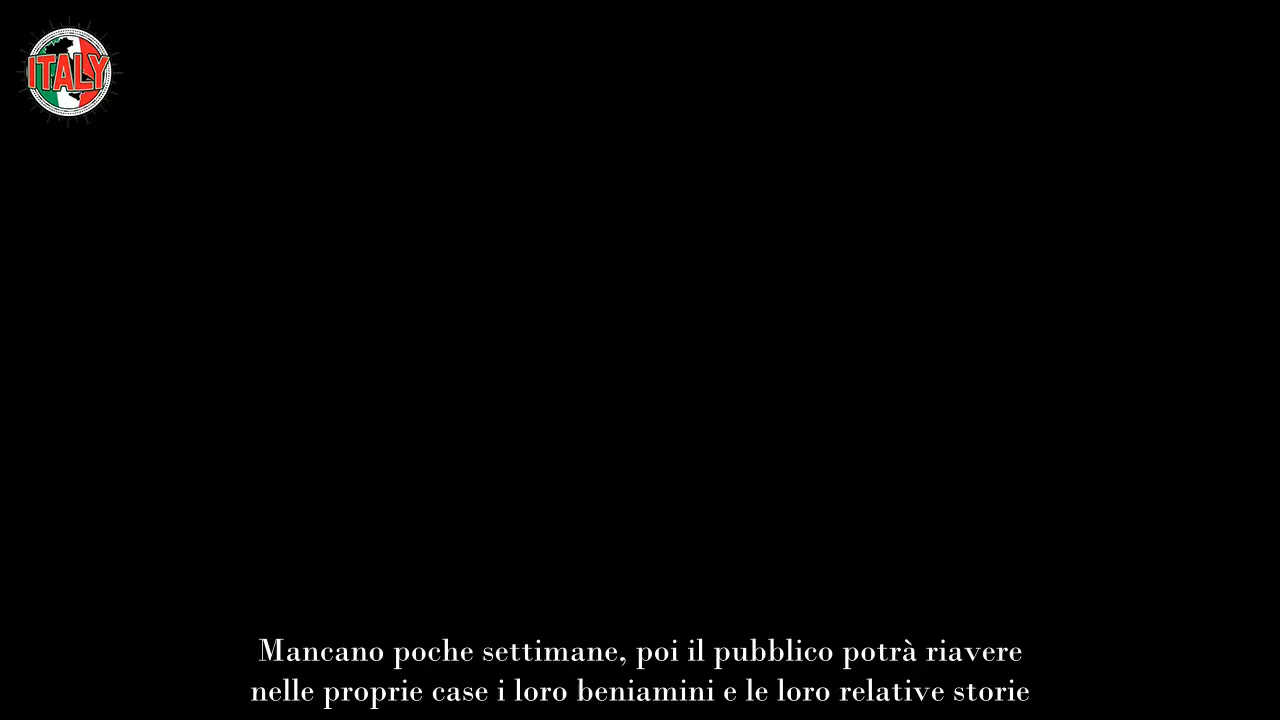 ITALY
Mancano poche settimane, poi il pubblico potrà riavere
nelle proprie case i loro beniamini e le loro relative storie